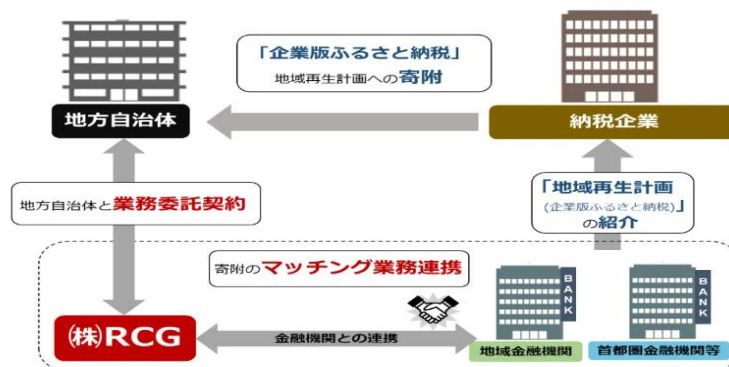 「企業版ふるさと納税」
地域再生計画への寄附
地方自治体
納税企業
地方自治体と業務委託契約
「地域再生計画
(企業版ふるさと納税)」
の紹介
寄附のマッチング業務連携
BANK
BANK
㈱RCG
金融機関との連携
地域金融機関
首都圏金融機関等